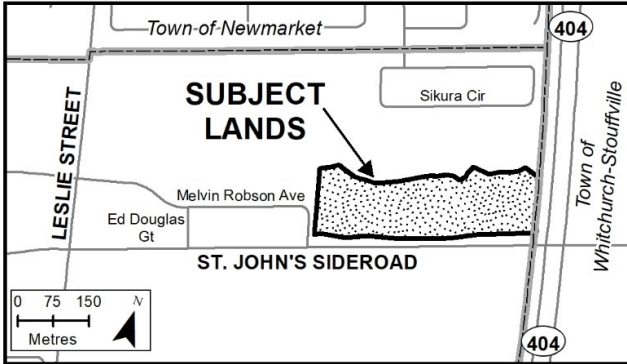 Town of Newmarket
404
SUBJECT
LANDS
Sikura Cir
LESLIE STREET
Town of
Whitchurch-Stouffville
Melvin Robson Ave
Ed Douglas
Gt
ST. JOHN'S SIDEROAD
0 75 150
Metres
N
404